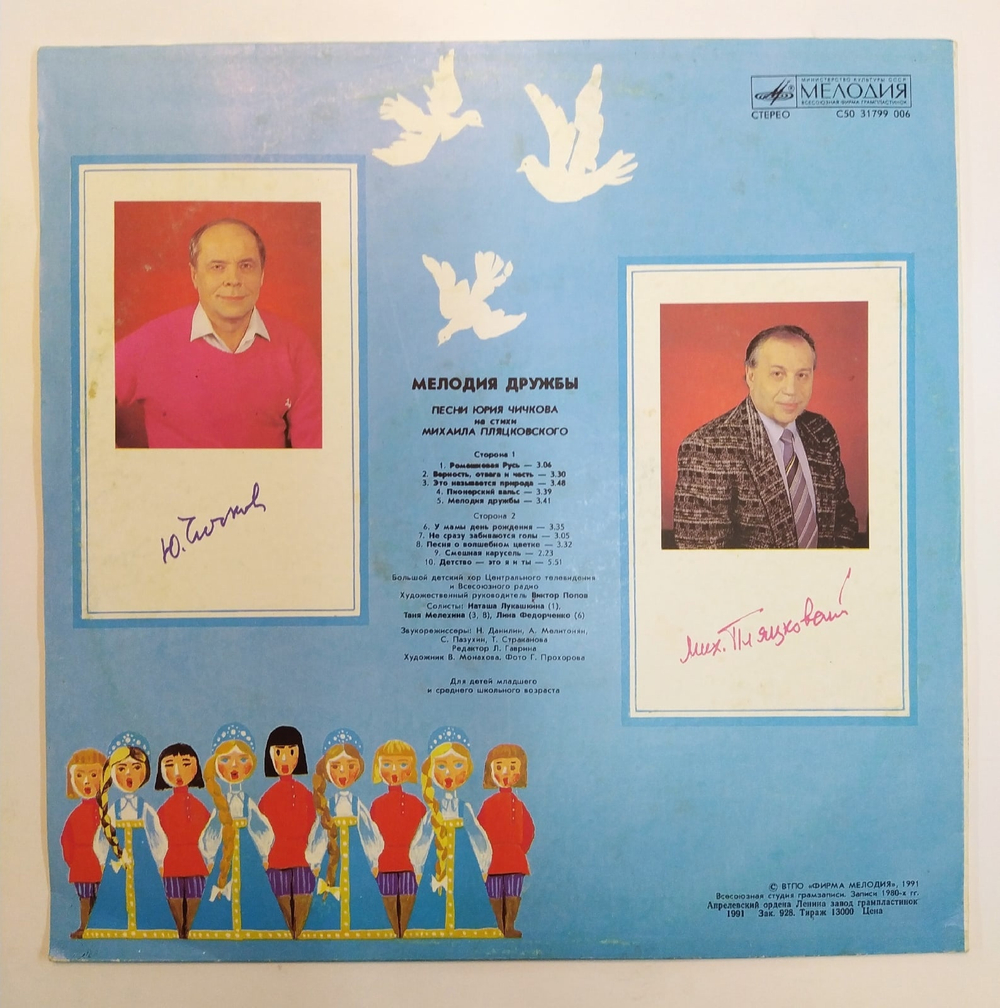 МИНИСТЕРСТВО КУЛЬТУРЫ СССР
МЕЛОДИЯ
ВСЕСОЮЗНАЯ ФИРМА ГРАМПЛАСТИНОК
СТЕРЕО С50 31799 006
МЕЛОДИЯ ДРУЖБЫ
ПЕСНИ ЮРИЯ ЧИЧКОВА
на стихи
МИХАИЛА ПЛЯЦКОВСКОГО
Сторона 1
1. Ромашковая Русь — 3.06
2. Верность, отвага и честь — 3.30
3. Это называется природа — 3.48
4. Пионерский вальс — 3.39
5. Мелодия дружбы — 3.41
Сторона 2
6. У мамы день рождения — 3.35
7. Не сразу забиваются голы — 3.05
8. Песня о волшебном цветке — 3.32
9. Смешная карусель — 2.23
10. Детство — это я и ты — 5.51
Большой детский хор Центрального телевидения
и Всесоюзного радио
Художественный руководитель Виктор Попов
Солисты: Наташа Лукашкина (1),
Таня Мелехина (3, 8), Лина Федорченко (6)
Звукорежиссеры: Н. Данилин, А. Мелитонян,
С. Пазухин, Т. Страканова
Редактор Л. Гаврина
Художник В. Монахова. Фото Г. Прохорова
Для детей младшего
и среднего школьного возраста
Ю. Чичков
Мих. Пляцковский
© ВТПО «ФИРМА МЕЛОДИЯ», 1991
Всесоюзная студия грамзаписи. Записи 1980-х гг.
Апрелевский ордена Ленина завод грампластинок
1991 Зак. 928. Тираж 13000 Цена